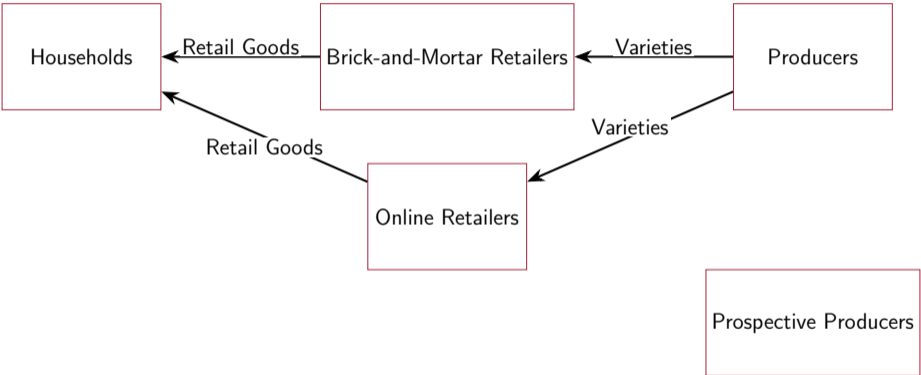 Households
Retail Goods
Brick-and-Mortar Retailers
Varieties
Producers
Retail Goods
Varieties
Online Retailers
Prospective Producers